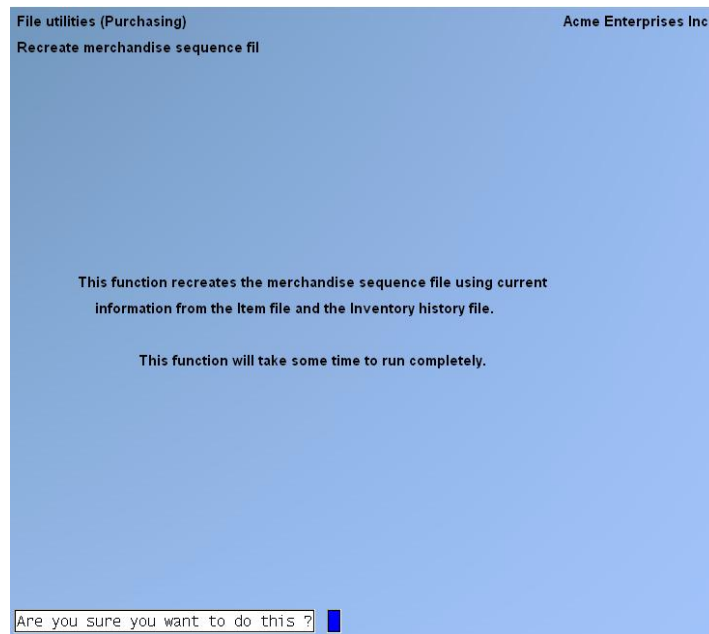 File utilities (Purchasing) Acme Enterprises Inc
Recreate merchandise sequence fil
This function recreates the merchandise sequence file using current
information from the Item file and the Inventory history file.
This function will take some time to run completely.
Are you sure you want to do this ?